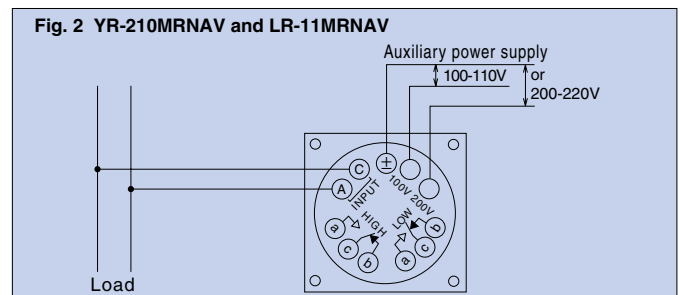 Fig. 2 YR-210MRNAV and LR-11MRNAV
Auxiliary power supply
100-110V
or
200-220V
±
C
A
INPUT
100V 200V
HIGH
LOW
a
c
b
b
c
a
Load